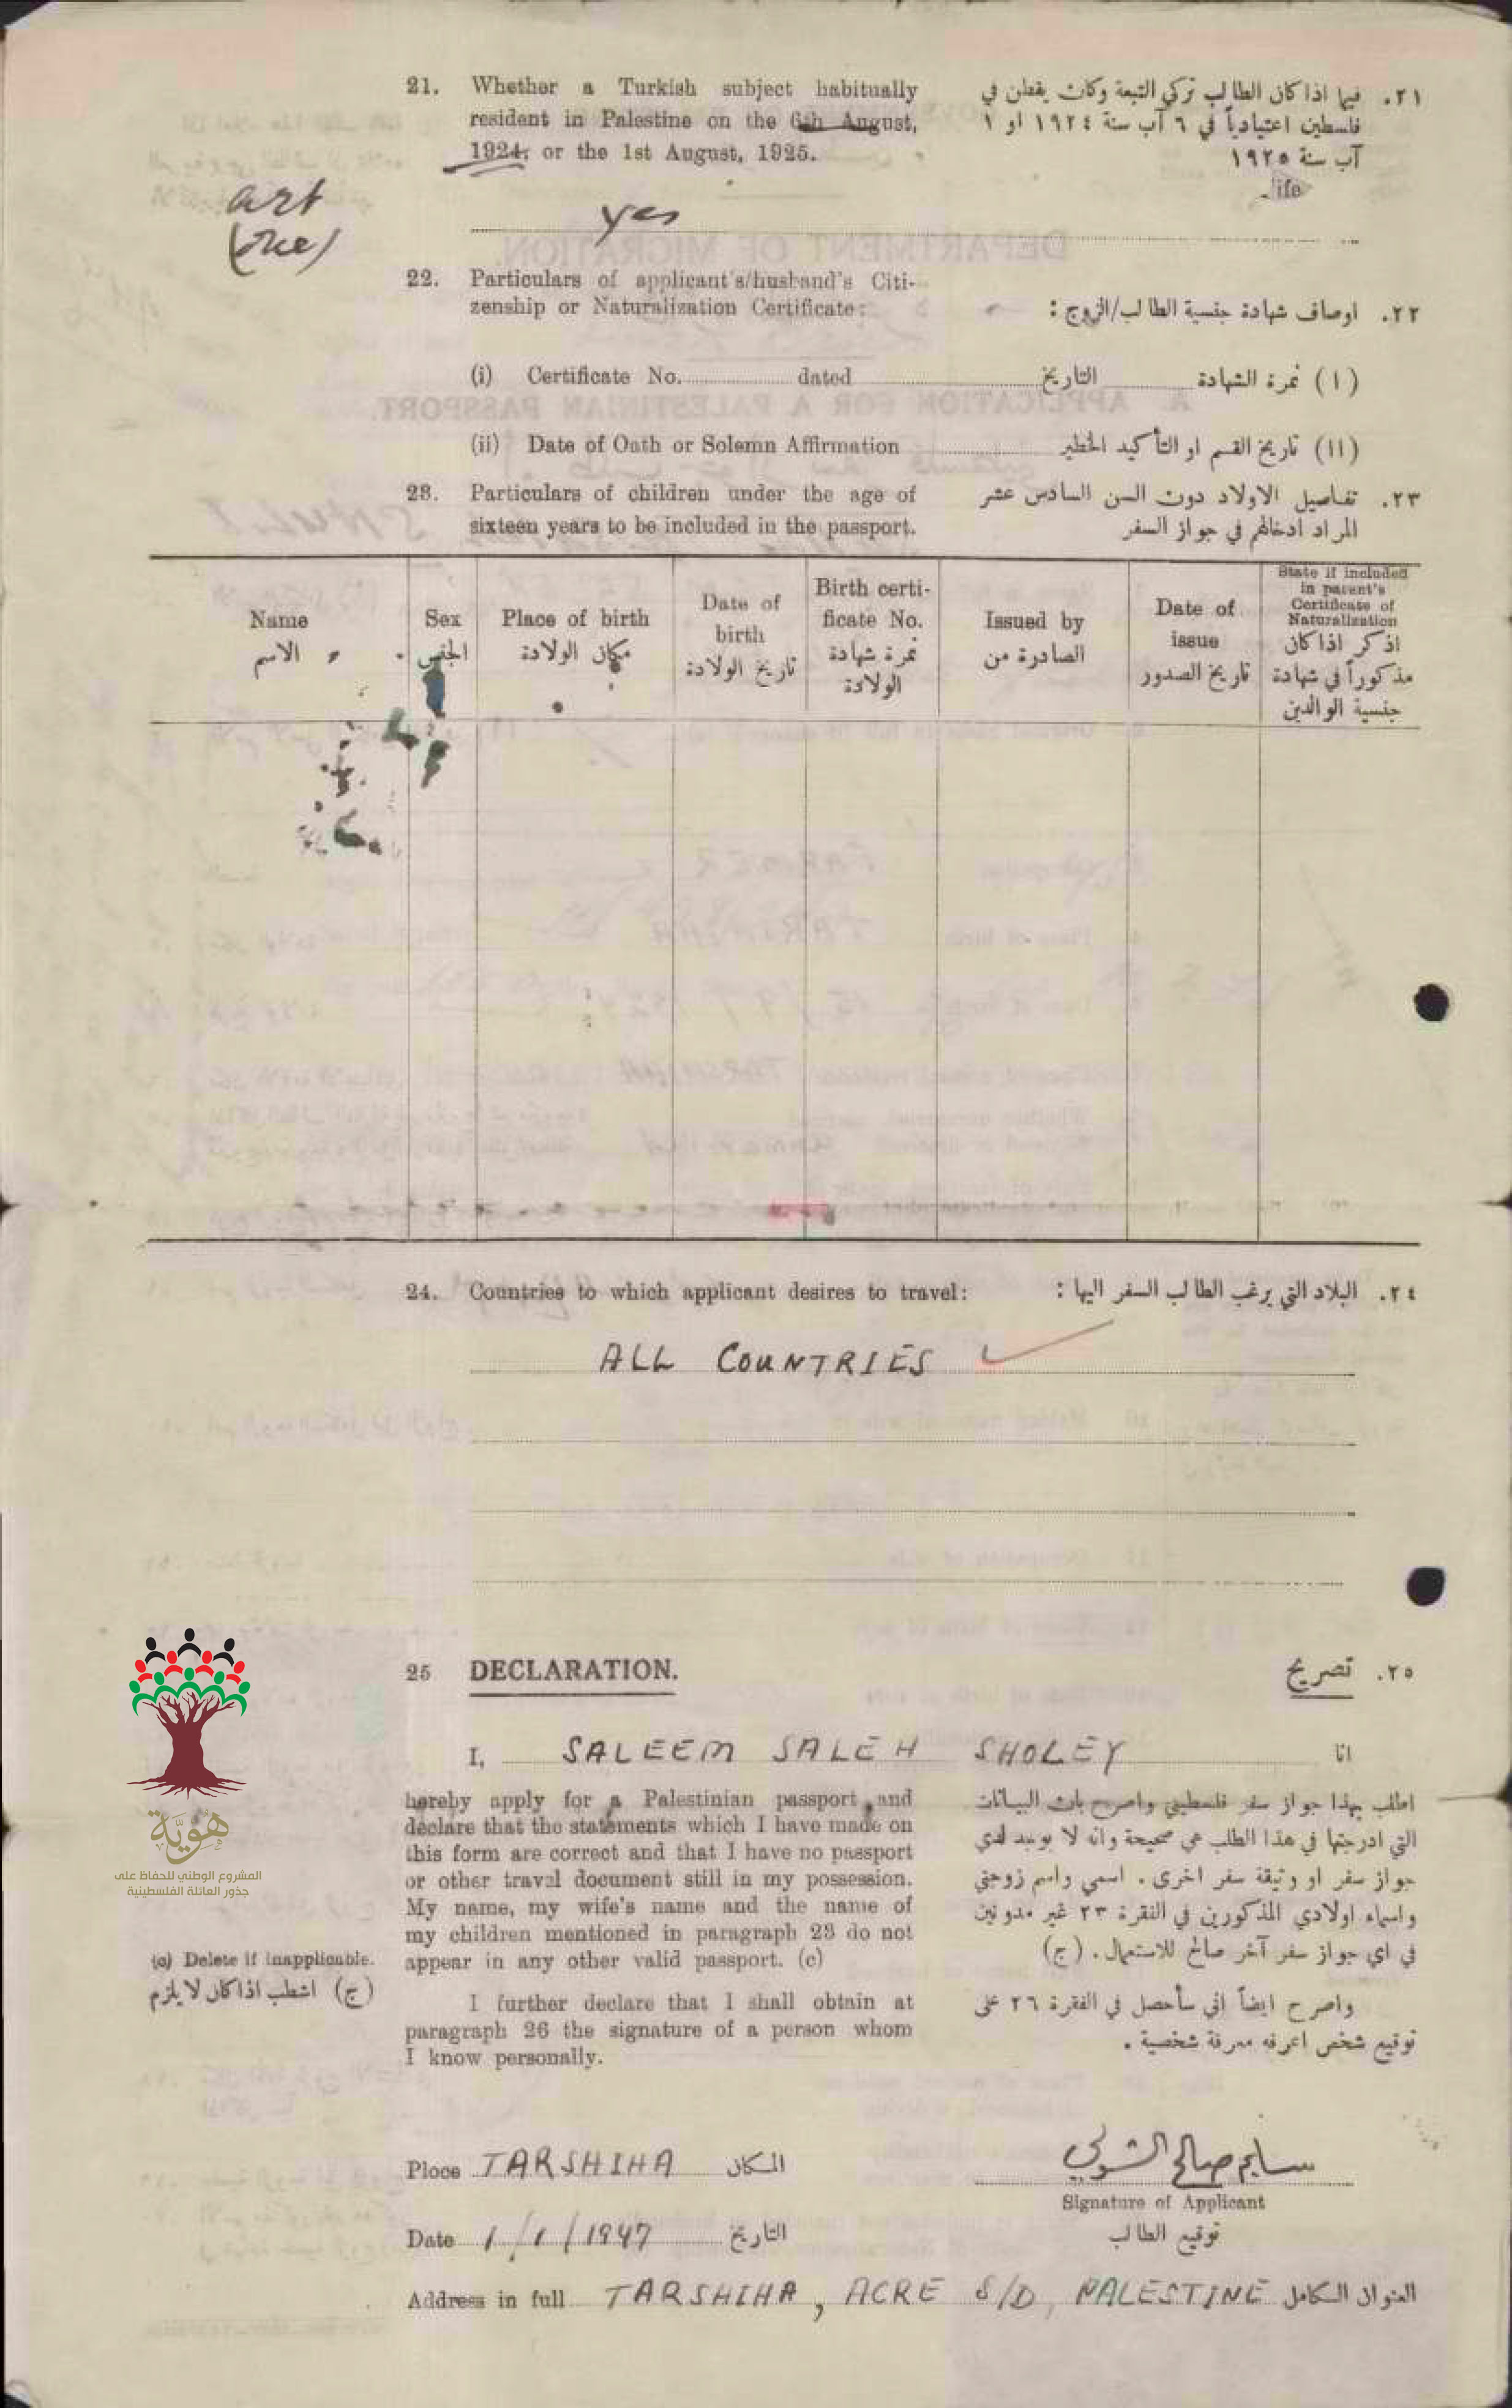 21. Whether a Turkish subject habitually
resident in Palestine on the 6th August,
1924, or the 1st August, 1925.
٢١. فيما اذا كان الطالب تركي التبعة وكان يقطن في
فلسطين اعتيادياً في ٦ آب سنة ١٩٢٤ او ١
آب سنة ١٩٢٥
art
yes
22. Particulars of applicant's/husband's Citi-
zenship or Naturalization Certificate:
٢٢. اوصاف شهادة جنسية الطالب/الزوج :
(i) Certificate No. dated التاريخ (١) نمرة الشهادة
(ii) Date of Oath or Solemn Affirmation (١١) تاريخ القسم او التأكيد الخطير
23. Particulars of children under the age of
sixteen years to be included in the passport.
٢٣. تفاصيل الاولاد دون السن السادس عشر
المراد ادخالهم في جواز السفر
Name
الاسم
Sex
الجنس
Place of birth
مكان الولادة
Date of
birth
تاريخ الولادة
Birth certi-
ficate No.
نمرة شهادة
الولادة
Issued by
الصادرة من
Date of
issue
تاريخ الصدور
State if included
in parent's
Certificate of
Naturalization
اذكر اذا كان
مذكوراً في شهادة
جنسية الوالدين
24. Countries to which applicant desires to travel: ٢٤. البلاد التي يرغب الطالب السفر اليها :
ALL COUNTRIES
25 DECLARATION. ٢٥. تصريح
I, SALEEM SALEH SHOLEY انا
hereby apply for a Palestinian passport and
declare that the statements which I have made on
this form are correct and that I have no passport
or other travel document still in my possession.
My name, my wife's name and the name of
my children mentioned in paragraph 23 do not
appear in any other valid passport. (c)
I further declare that I shall obtain at
paragraph 26 the signature of a person whom
I know personally.
اطلب بهذا جواز سفر فلسطيني واصرح بان البيانات
التي ادرجتها في هذا الطلب هي صحيحة وانه لا يوجد لدي
جواز سفر او وثيقة سفر اخرى . اسمي واسم زوجتي
واسماء اولادي المذكورين في الفقرة ٢٣ غير مدونين
في اي جواز سفر آخر صالح للاستعمال . (ج)
واصرح ايضاً اني سأحصل في الفقرة ٢٦ على
توقيع شخص اعرفه معرفة شخصية .
هُوِيَّة
المشروع الوطني للحفاظ على
جذور العائلة الفلسطينية
(c) Delete if inapplicable.
(ج) اشطب اذا كان لا يلزم
Place TARSHIHA المكان
سليم صالح الشولي
Signature of Applicant
توقيع الطالب
Date 1/1/1947 التاريخ
Address in full TARSHIHA, ACRE S/D, PALESTINE العنوان الكامل